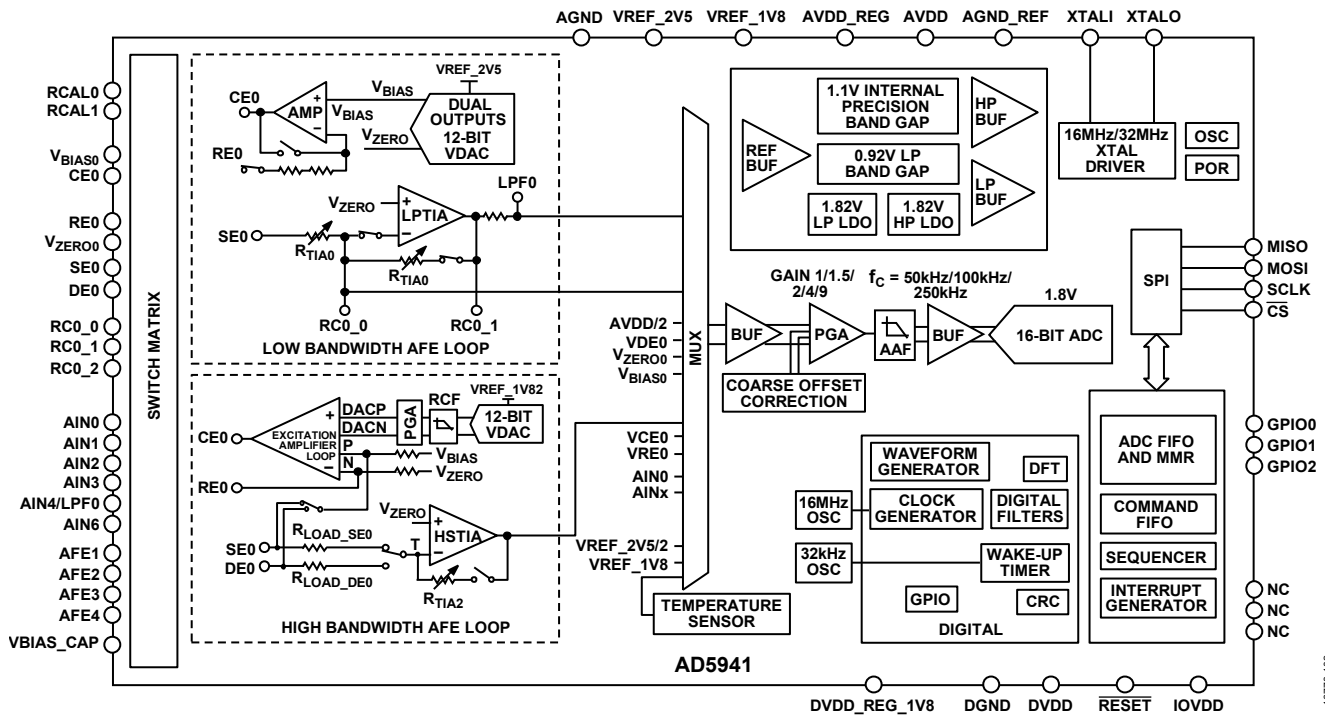 AGND VREF_2V5 VREF_1V8 AVDD_REG AVDD AGND_REF XTALI XTALO
RCAL0
RCAL1
VBIAS0
CE0
RE0
VZERO0
SE0
DE0
RC0_0
RC0_1
RC0_2
AIN0
AIN1
AIN2
AIN3
AIN4/LPF0
AIN6
AFE1
AFE2
AFE3
AFE4
VBIAS_CAP
SWITCH MATRIX
VREF_2V5
CE0
AMP
+
−
VBIAS
VBIAS
VZERO
DUAL
OUTPUTS
12-BIT
VDAC
RE0
LPF0
VZERO
+
LPTIA
−
SE0
RTIA0
RTIA0
RC0_0 RC0_1
LOW BANDWIDTH AFE LOOP
VREF_1V82
RCF
12-BIT
VDAC
PGA
DACP
DACN
+
EXCITATION
AMPLIFIER
LOOP
−
P
N
CE0
VBIAS
VZERO
RE0
VZERO
+
HSTIA
−
T
RLOAD_SE0
SE0
DE0
RLOAD_DE0
RTIA2
HIGH BANDWIDTH AFE LOOP
MUX
AVDD/2
VDE0
VZERO0
VBIAS0
VCE0
VRE0
AIN0
AINx
VREF_2V5/2
VREF_1V8
TEMPERATURE
SENSOR
REF
BUF
1.1V INTERNAL
PRECISION
BAND GAP
0.92V LP
BAND GAP
1.82V
LP LDO
1.82V
HP LDO
HP
BUF
LP
BUF
16MHz/32MHz
XTAL
DRIVER
OSC
POR
BUF
GAIN 1/1.5/
2/4/9
PGA
fC = 50kHz/100kHz/
250kHz
AAF
BUF
1.8V
16-BIT ADC
COARSE OFFSET
CORRECTION
SPI
MISO
MOSI
SCLK
CS
WAVEFORM
GENERATOR
DFT
16MHz
OSC
CLOCK
GENERATOR
DIGITAL
FILTERS
32kHz
OSC
WAKE-UP
TIMER
GPIO
CRC
DIGITAL
ADC FIFO
AND MMR
COMMAND
FIFO
SEQUENCER
INTERRUPT
GENERATOR
GPIO0
GPIO1
GPIO2
NC
NC
NC
AD5941
DVDD_REG_1V8 DGND DVDD RESET IOVDD